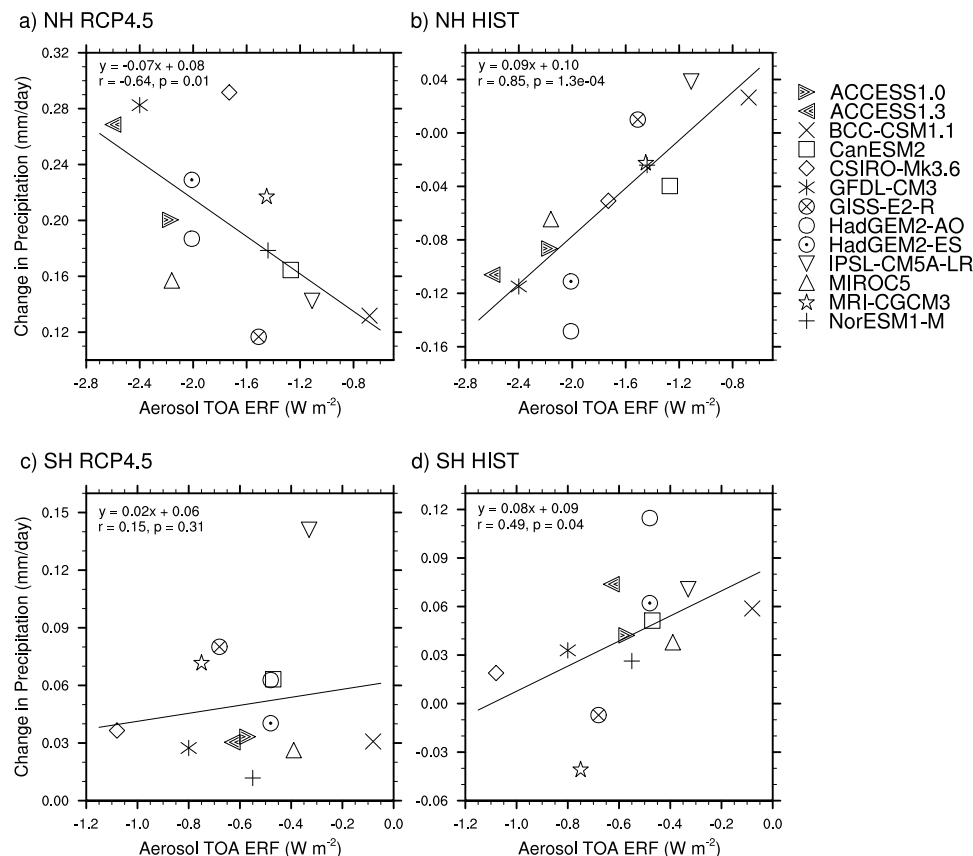 a) NH RCP4.5
y = -0.07x + 0.08
r = -0.64, p = 0.01
0.32
0.28
0.24
0.20
0.16
0.12
Change in Precipitation (mm/day)
-2.8 -2.4 -2.0 -1.6 -1.2 -0.8
Aerosol TOA ERF (W m-2)
b) NH HIST
y = 0.09x + 0.10
r = 0.85, p = 1.3e-04
0.04
-0.00
-0.04
-0.08
-0.12
-0.16
-2.8 -2.4 -2.0 -1.6 -1.2 -0.8
Aerosol TOA ERF (W m-2)
ACCESS1.0
ACCESS1.3
BCC-CSM1.1
CanESM2
CSIRO-Mk3.6
GFDL-CM3
GISS-E2-R
HadGEM2-AO
HadGEM2-ES
IPSL-CM5A-LR
MIROC5
MRI-CGCM3
NorESM1-M
c) SH RCP4.5
y = 0.02x + 0.06
r = 0.15, p = 0.31
0.15
0.12
0.09
0.06
0.03
0.00
Change in Precipitation (mm/day)
-1.2 -1.0 -0.8 -0.6 -0.4 -0.2 0.0
Aerosol TOA ERF (W m-2)
d) SH HIST
y = 0.08x + 0.09
r = 0.49, p = 0.04
0.12
0.09
0.06
0.03
0.00
-0.03
-0.06
-1.2 -1.0 -0.8 -0.6 -0.4 -0.2 0.0
Aerosol TOA ERF (W m-2)